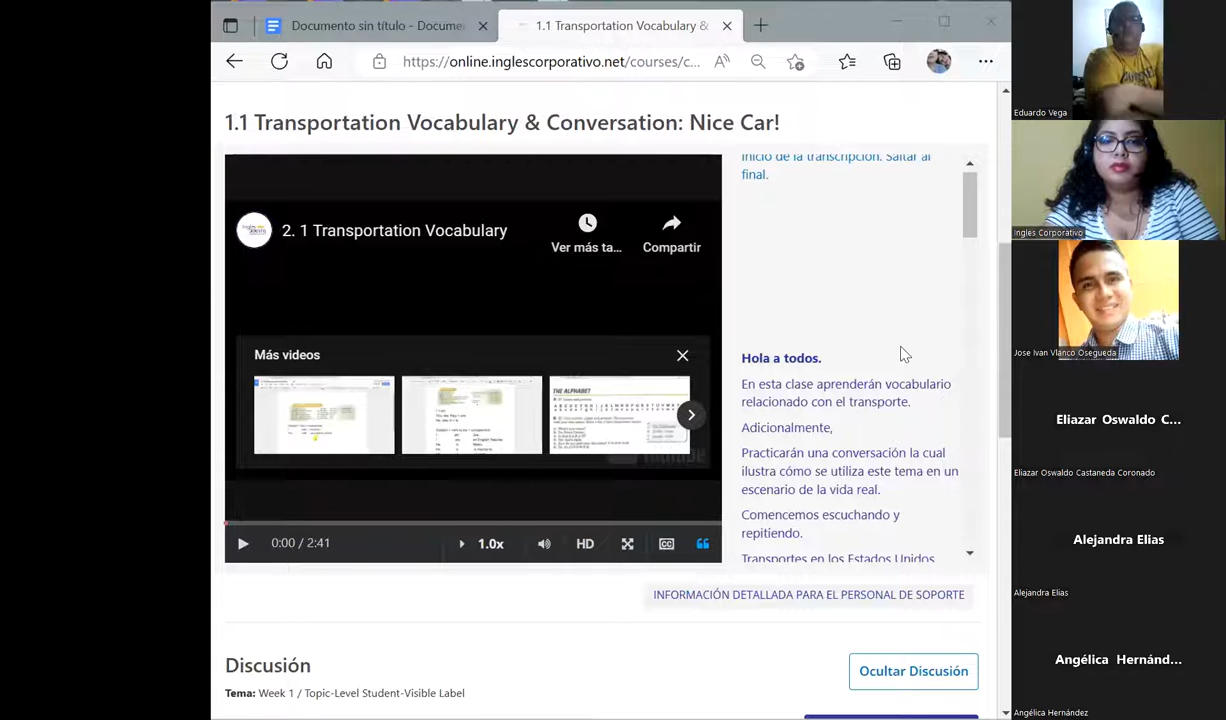 Documento sin título - Docume
1.1 Transportation Vocabulary &
https://online.inglescorporativo.net/courses/c...
1.1 Transportation Vocabulary & Conversation: Nice Car!
2. 1 Transportation Vocabulary
Ver más ta...
Compartir
Más videos
THE ALPHABET
0:00 / 2:41
1.0x
HD
CC
Inicio de la transcripción. Saltar al
final.
Hola a todos.
En esta clase aprenderán vocabulario
relacionado con el transporte.
Adicionalmente,
Practicarán una conversación la cual
ilustra cómo se utiliza este tema en un
escenario de la vida real.
Comencemos escuchando y
repitiendo.
Transportes en los Estados Unidos
INFORMACIÓN DETALLADA PARA EL PERSONAL DE SOPORTE
Discusión
Ocultar Discusión
Tema: Week 1 / Topic-Level Student-Visible Label
Eduardo Vega
Ingles Corporativo
Jose Ivan Vlanco Osegueda
Eliazar Oswaldo C...
Eliazar Oswaldo Castaneda Coronado
Alejandra Elias
Alejandra Elias
Angélica Hernánd...
Angélica Hernández